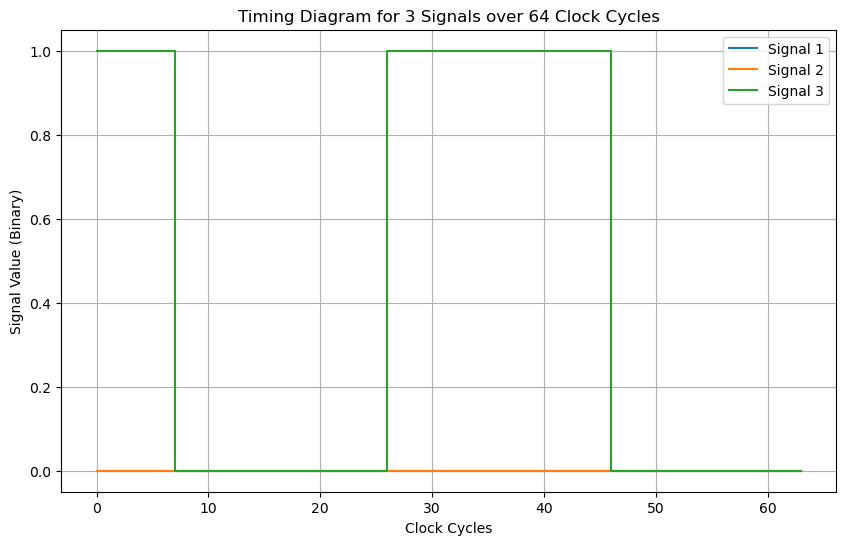 Timing Diagram for 3 Signals over 64 Clock Cycles
Signal 1
Signal 2
Signal 3
Signal Value (Binary)
1.0
0.8
0.6
0.4
0.2
0.0
0 10 20 30 40 50 60
Clock Cycles